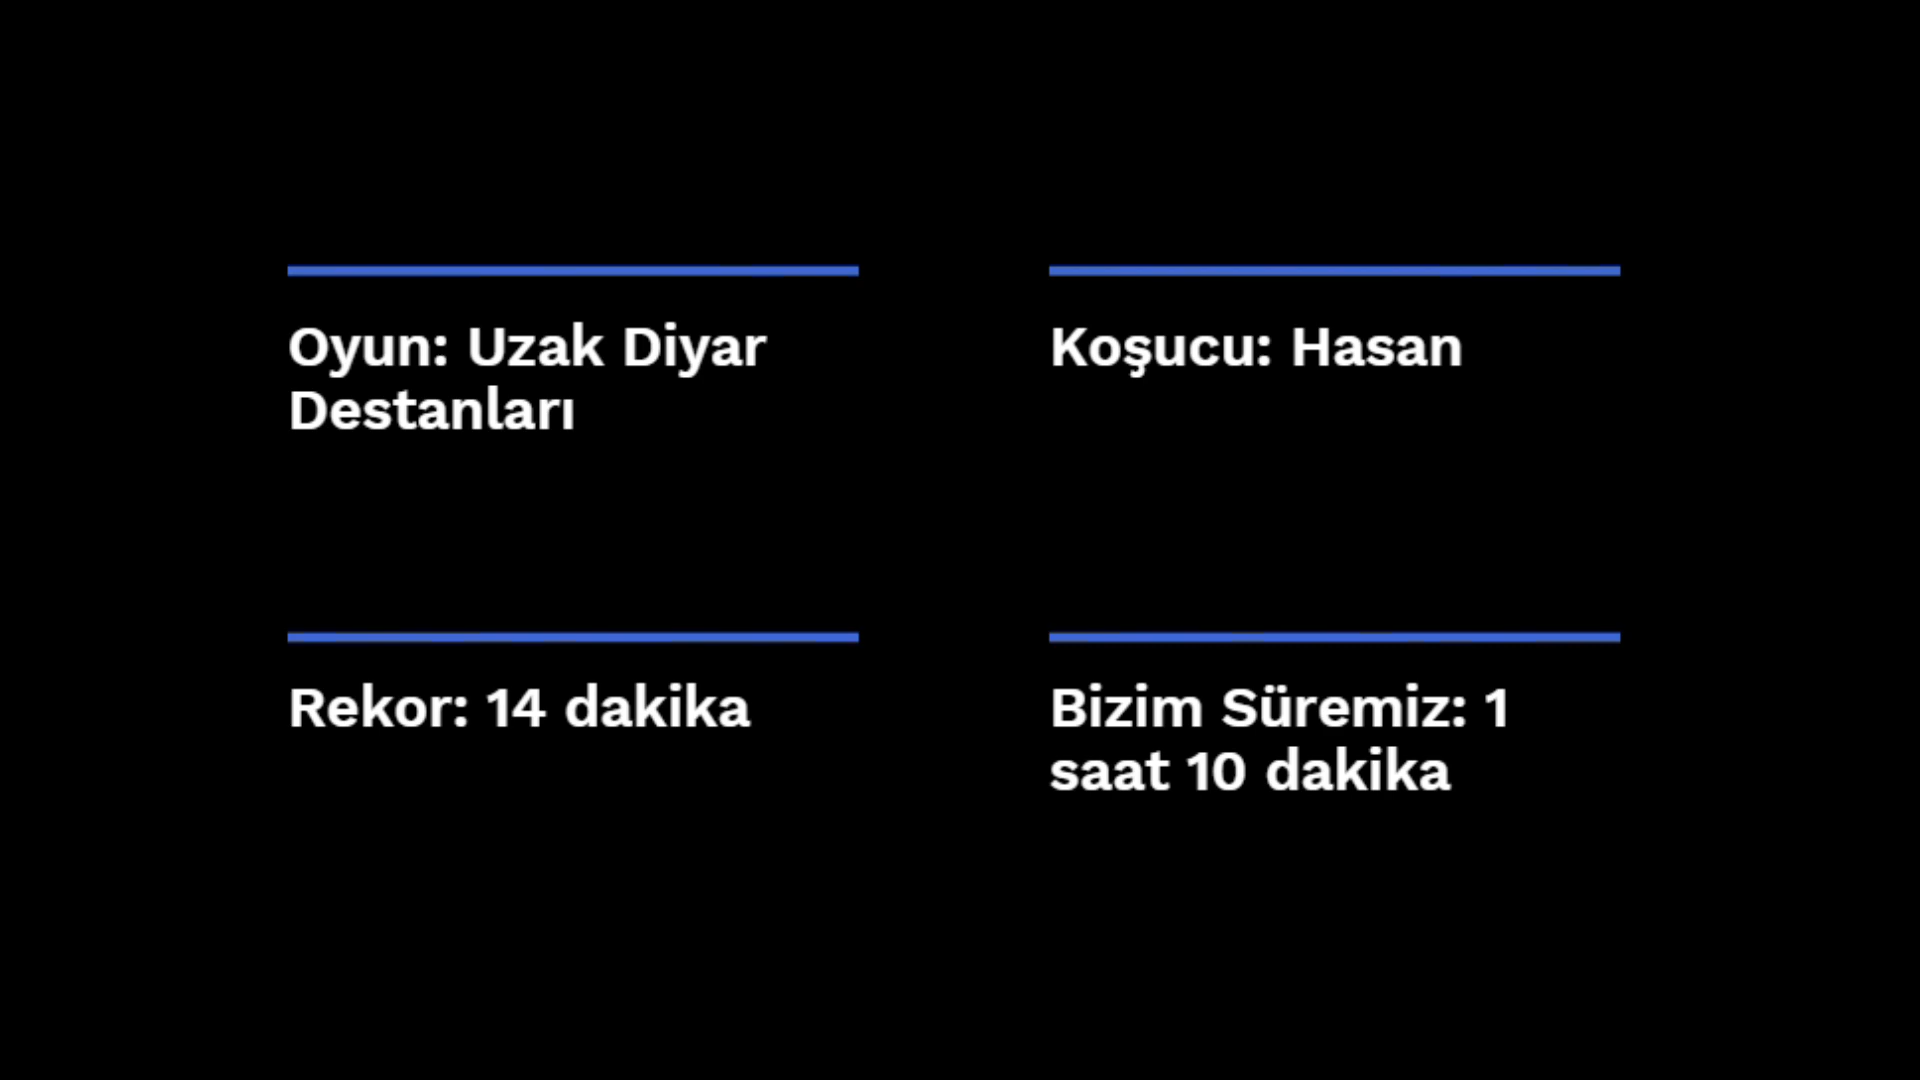 Oyun: Uzak Diyar
Destanları
Koşucu: Hasan
Rekor: 14 dakika
Bizim Süremiz: 1
saat 10 dakika